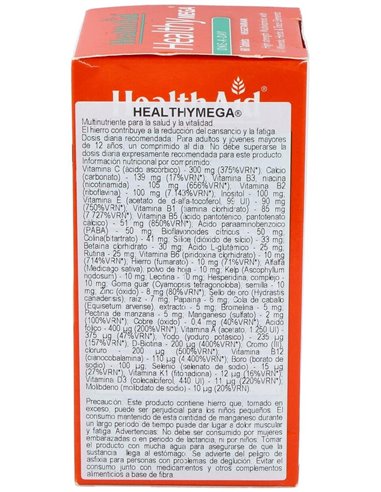 HealthAid
HealthyMEGA®
ONE-A-DAY
HealthAid
HEALTHYMEGA®
Multinutriente para la salud y la vitalidad
El hierro contribuye a la reducción del cansancio y la fatiga
Dosis diaria recomendada: Para adultos y jóvenes mayores
de 12 años, un comprimido al día. No debe superarse la
dosis diaria expresamente recomendada para este producto
Información nutricional por comprimido:
Vitamina C (ácido ascórbico) - 300 mg (375%VRN*), Calcio
(carbonato) - 139 mg (17% VRN*), Vitamina B3, niacina
(nicotinamida) - 105 mg (656%VRN*), Vitamina B2
(riboflavina) - 100 mg (7 143%VRN*), Inositol - 100 mg,
Vitamina E (acetato de d-alfa-tocoferol, 99 UI) - 90 mg
(750%VRN*), Vitamina B1 (tiamina clorhidrato) - 85 mg
(7 727%VRN*), Vitamina B5 (ácido pantoténico, pantotenato
cálcico) - 51 mg (850%VRN*), Ácido paraaminobenzoico
(PABA) - 50 mg, Bioflavonoides cítricos - 50 mg,
Colina(bitartrato) - 41 mg, Sílice (dióxido de silicio) - 33 mg,
Betaína clorhidrato - 30 mg, Ácido L-glutámico - 25 mg,
Rutina - 25 mg, Vitamina B6 (piridoxina clorhidrato) - 10 mg
(714%VRN*), Hierro (fumarato) - 10 mg (71%VRN*), Alfalfa
(Medicago sativa), polvo de hoja - 10 mg, Kelp (Ascophyllum
nodosum) - 10 mg, Lecitina - 10 mg, Hesperidina, complejo -
10 mg, Goma guar (Cyamopsis tetragonoloba), semilla - 10
mg, Zinc (óxido) - 8 mg (80%VRN*), Sello de oro (Hydrastis
canadensis), raíz - 7 mg, Papaína - 6 mg, Cola de caballo
(Equisetum arvense), extracto - 5 mg, Bromelina - 5 mg,
Pectina de manzana - 5 mg, Manganeso (sulfato) - 2 mg
(100%VRN*), Cobre (óxido) - 0,4 mg (40%VRN*), Ácido
fólico - 400 µg (200%VRN*), Vitamina A (acetato, 1 250 UI) -
375 µg (47% VRN*), Yodo (yoduro potásico) - 235 µg
(157%VRN*), D-biotina - 200 µg (400%VRN*), Cromo (III),
cloruro - 200 µg (500%VRN*), Vitamina B12
(cianocobalamina) - 110 µg (4 400%VRN*), Boro (borato de
sodio) - 100 µg, Selenio (selenato de sodio) - 15 µg
(27%VRN*), Vitamina K1 (fitomenadiona) - 12 µg (16%VRN*),
Vitamina D3 (colecalciferol, 440 UI) - 11 µg (220%VRN*),
Molibdeno (molibdato de sodio) - 10 µg (20%VRN)
Precaución: Este producto contiene hierro que, tomado en
exceso, puede ser perjudicial para los niños pequeños. El
consumo mantenido de esta cantidad de manganeso durante
un largo período de tiempo puede dar lugar a dolor muscular
y fatiga. Advertencias: No debe ser consumido por mujeres
embarazadas o en periodo de lactancia, ni por niños. Tomar
el producto con mucha agua para asegurarse de que la
sustancia llega al estómago. Se advierte del peligro de
asfixia para personas con problemas de deglución. Evitar el
consumo junto con medicamentos y otros complementos
alimenticios a base de fibra.